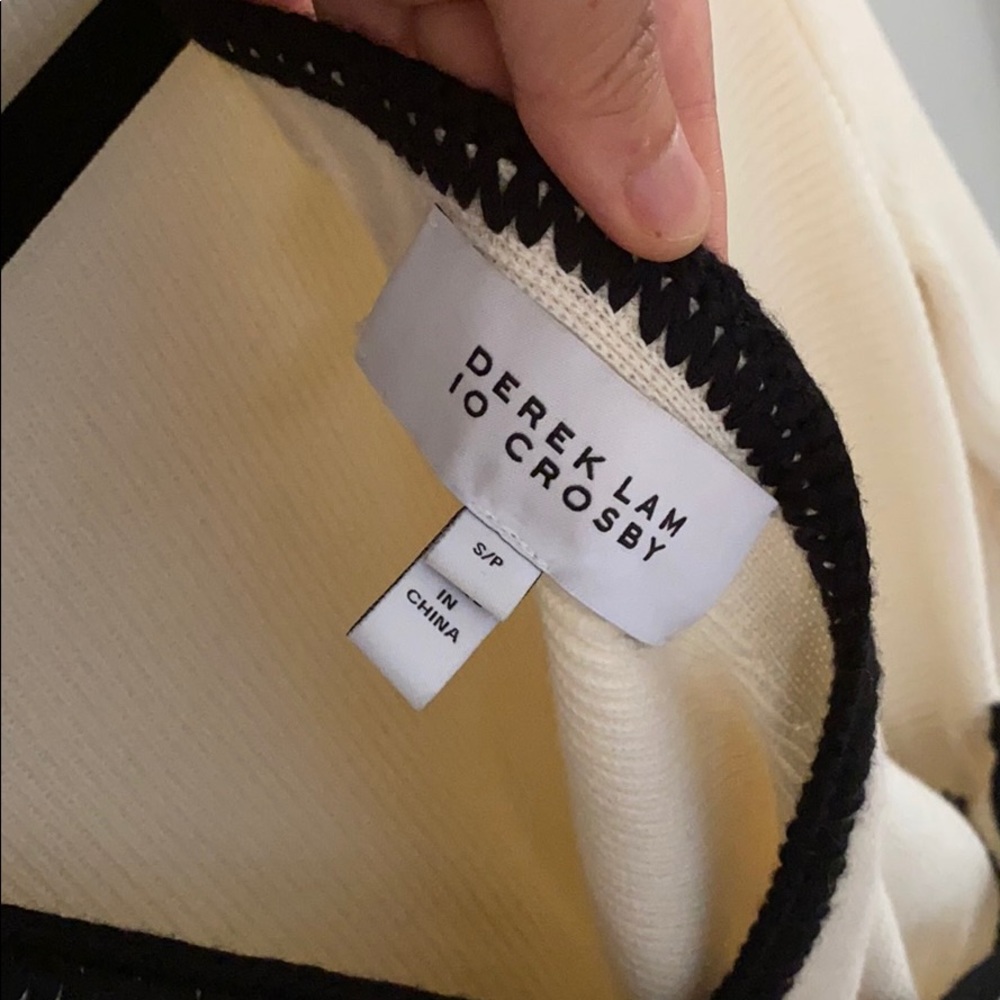 DEREK LAM
10 CROSBY
S/P
IN
CHINA